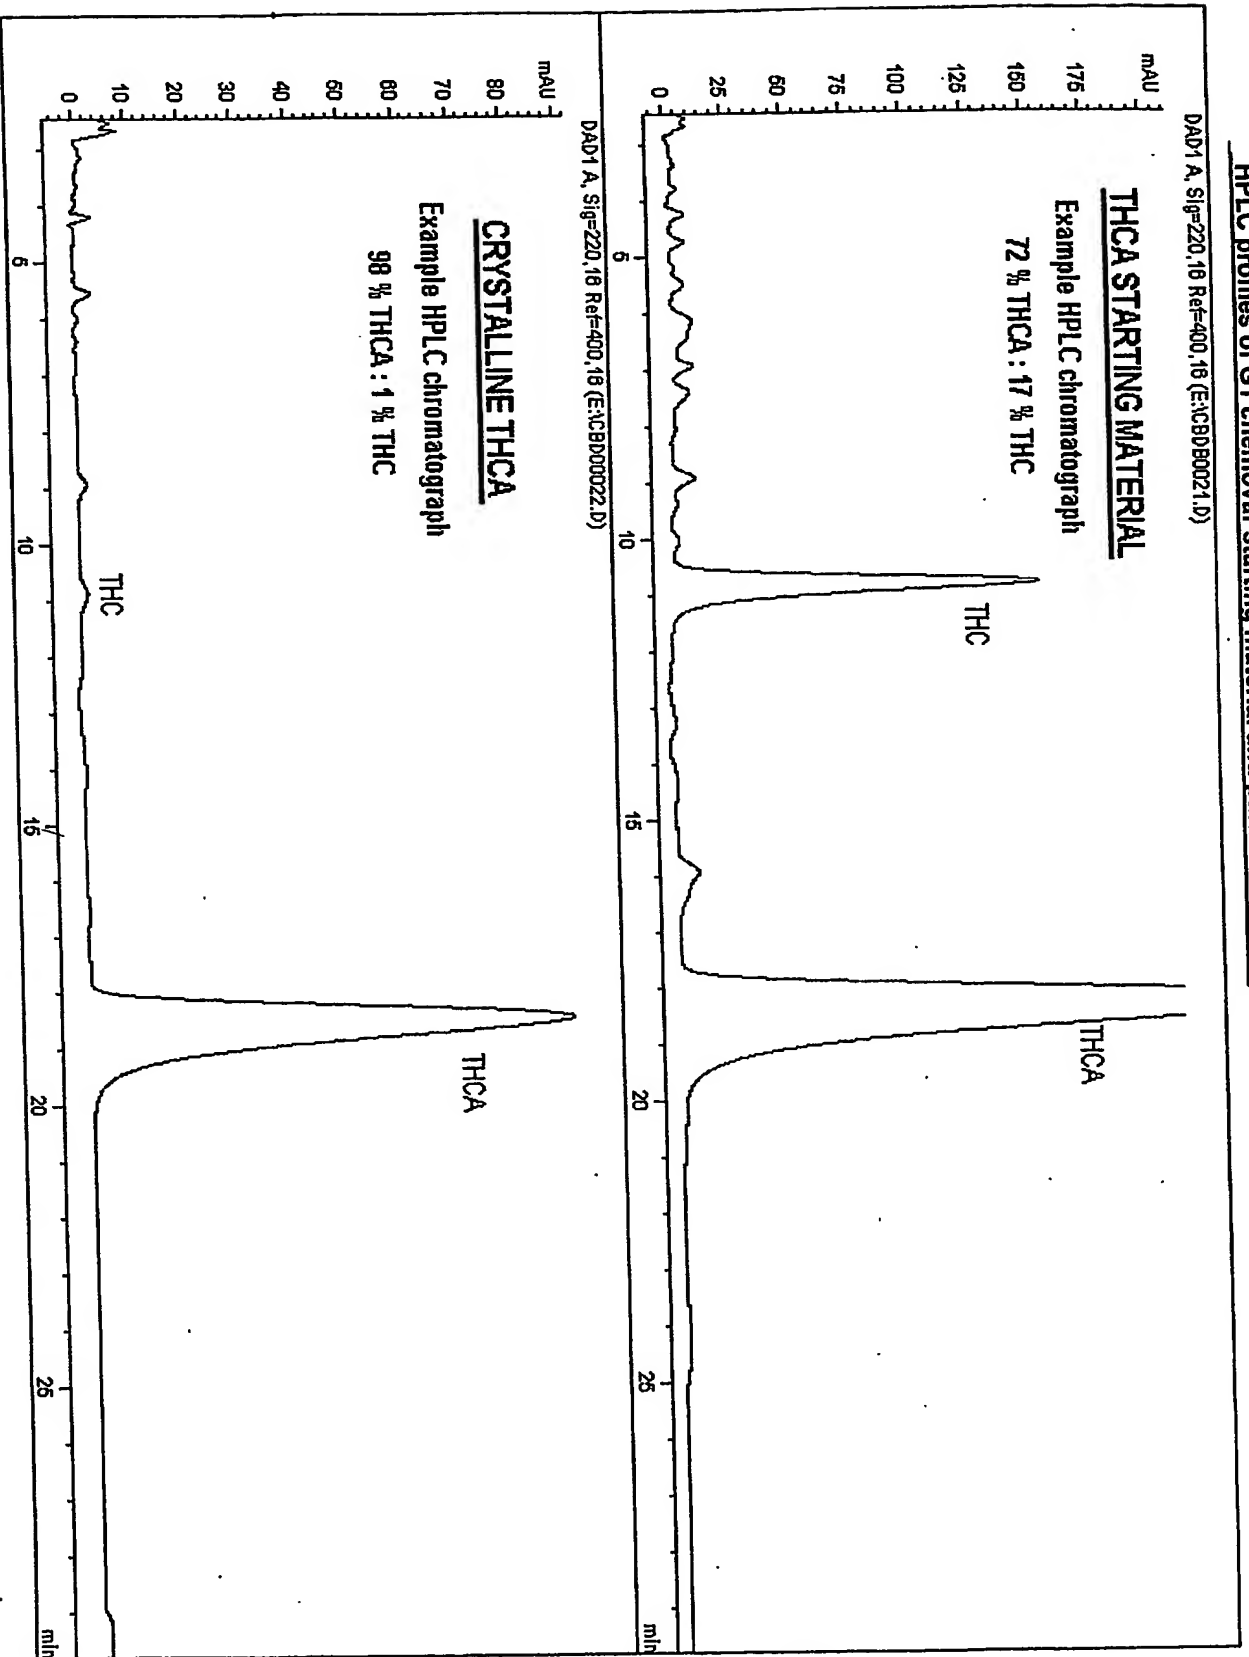 HPLC profiles of G1 chemovar starting material and
DAD1 A, Sig=220,16 Ref=400,16 (E:\CBDB0021.D)
mAU
175
150
125
100
75
50
25
0
THCA STARTING MATERIAL
Example HPLC chromatograph
72 % THCA : 17 % THC
THC
THCA
5
10
15
20
25
min
DAD1 A, Sig=220,16 Ref=400,16 (E:\CBD00022.D)
mAU
80
70
60
50
40
30
20
10
0
CRYSTALLINE THCA
Example HPLC chromatograph
98 % THCA : 1 % THC
THC
THCA
5
10
15
20
25
min